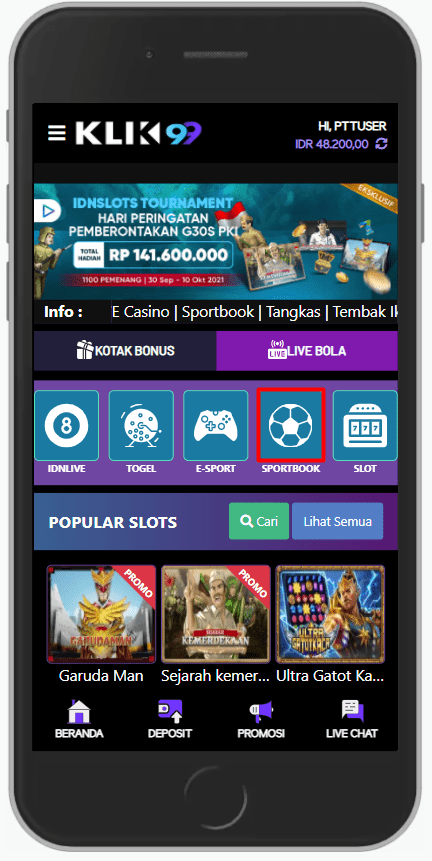 KLIK99
HI, PTTUSER
IDR 48.200,00
EKSKLUSIF
IDNSLOTS TOURNAMENT
HARI PERINGATAN
PEMBERONTAKAN G30S PKI
TOTAL
HADIAH
RP 141.600.000
1100 PEMENANG | 30 Sep - 10 Okt 2021
Info :
E Casino | Sportbook | Tangkas | Tembak Ik
KOTAK BONUS
LIVE
LIVE BOLA
8
777
IDNLIVE
TOGEL
E-SPORT
SPORTBOOK
SLOT
POPULAR SLOTS
Cari
Lihat Semua
PROMO
GARUDAMAN
PROMO
SEJARAH
KEMERDEKAAN
ULTRA
GATOTKACA
Garuda Man
Sejarah kemer...
Ultra Gatot Ka...
BERANDA
DEPOSIT
PROMOSI
LIVE CHAT